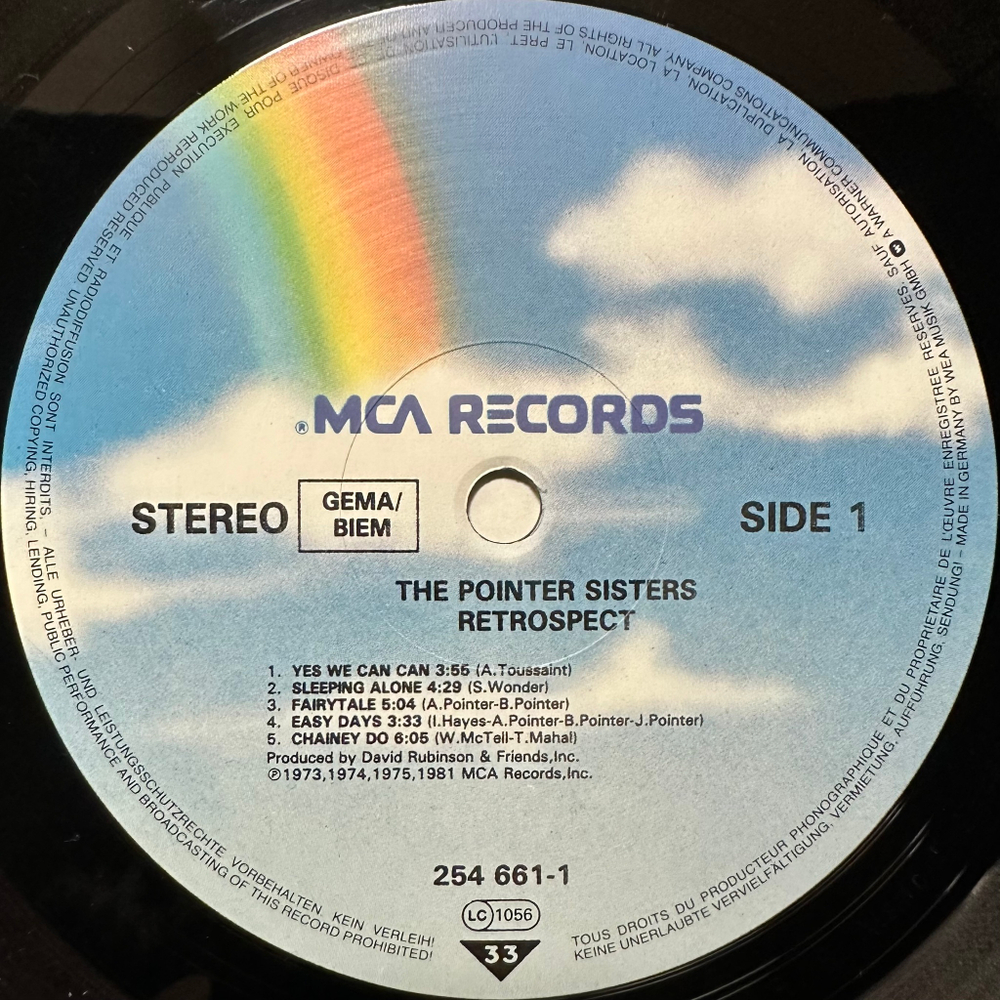 ® MCA RECORDS
STEREO
GEMA/
BIEM
SIDE 1
THE POINTER SISTERS
RETROSPECT
1. YES WE CAN CAN 3:55 (A.Toussaint)
2. SLEEPING ALONE 4:29 (S.Wonder)
3. FAIRYTALE 5:04 (A.Pointer-B.Pointer)
4. EASY DAYS 3:33 (I.Hayes-A.Pointer-B.Pointer-J.Pointer)
5. CHAINEY DO 6:05 (W.McTell-T.Mahal)
Produced by David Rubinson & Friends,Inc.
℗1973,1974,1975,1981 MCA Records,Inc.
254 661-1
LC 1056
33
TOUS DROITS DU PRODUCTEUR PHONOGRAPHIQUE ET DU PROPRIETAIRE DE L'ŒUVRE ENREGISTREE RESERVES. SAUF AUTORISATION, LA DUPLICATION, LA LOCATION, LE PRET, L'UTILISATION DE DISQUE POUR EXECUTION PUBLIQUE ET RADIODIFFUSION SONT INTERDITS. – ALLE URHEBER- UND LEISTUNGSSCHUTZRECHTE VORBEHALTEN. KEIN VERLEIH!
KEINE UNERLAUBTE VERVIELFÄLTIGUNG, VERMIETUNG, AUFFÜHRUNG, SENDUNG! – MADE IN GERMANY BY WEA MUSIK GMBH A WARNER COMMUNICATIONS COMPANY. ALL RIGHTS OF THE PRODUCER AND OF THE OWNER OF THE WORK REPRODUCED RESERVED. UNAUTHORIZED COPYING, HIRING, LENDING, PUBLIC PERFORMANCE AND BROADCASTING OF THIS RECORD PROHIBITED!